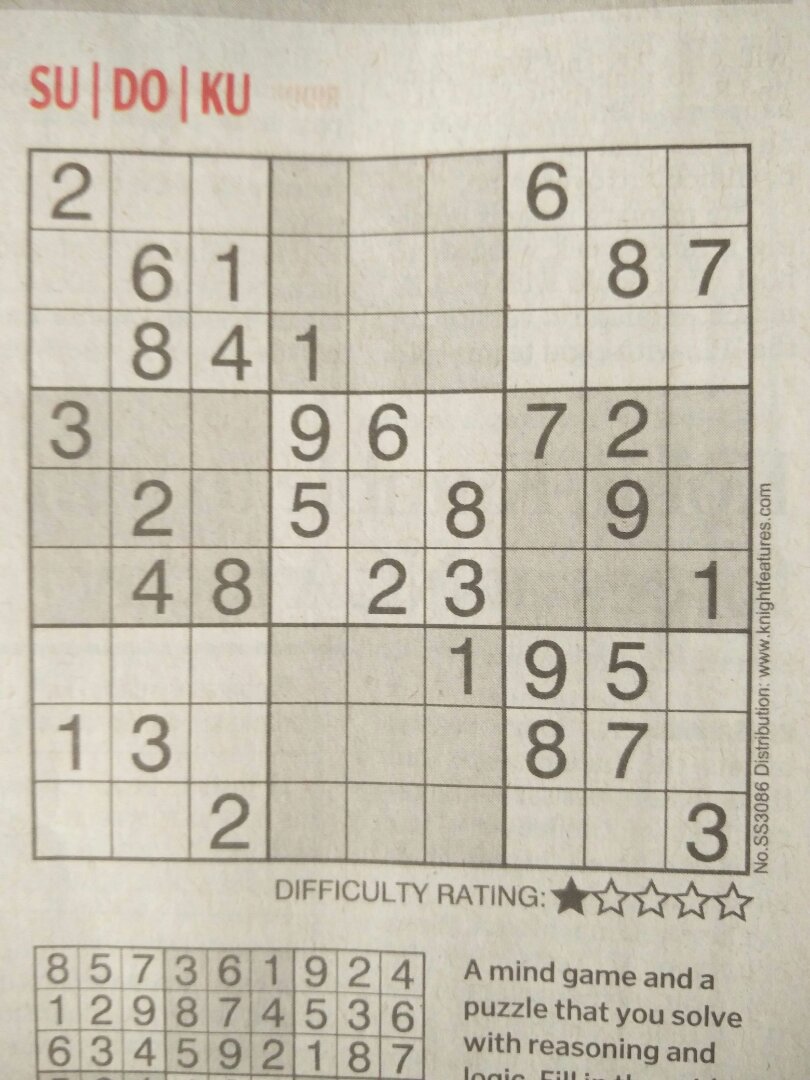 SU | DO | KU
2 6
6 1 8 7
8 4 1
3 9 6 7 2
2 5 8 9
4 8 2 3 1
1 9 5
1 3 8 7
2 3
No.SS3086 Distribution: www.knightfeatures.com
DIFFICULTY RATING:
8 5 7 3 6 1 9 2 4
1 2 9 8 7 4 5 3 6
6 3 4 5 9 2 1 8 7
A mind game and a
puzzle that you solve
with reasoning and
logic. Fill in the